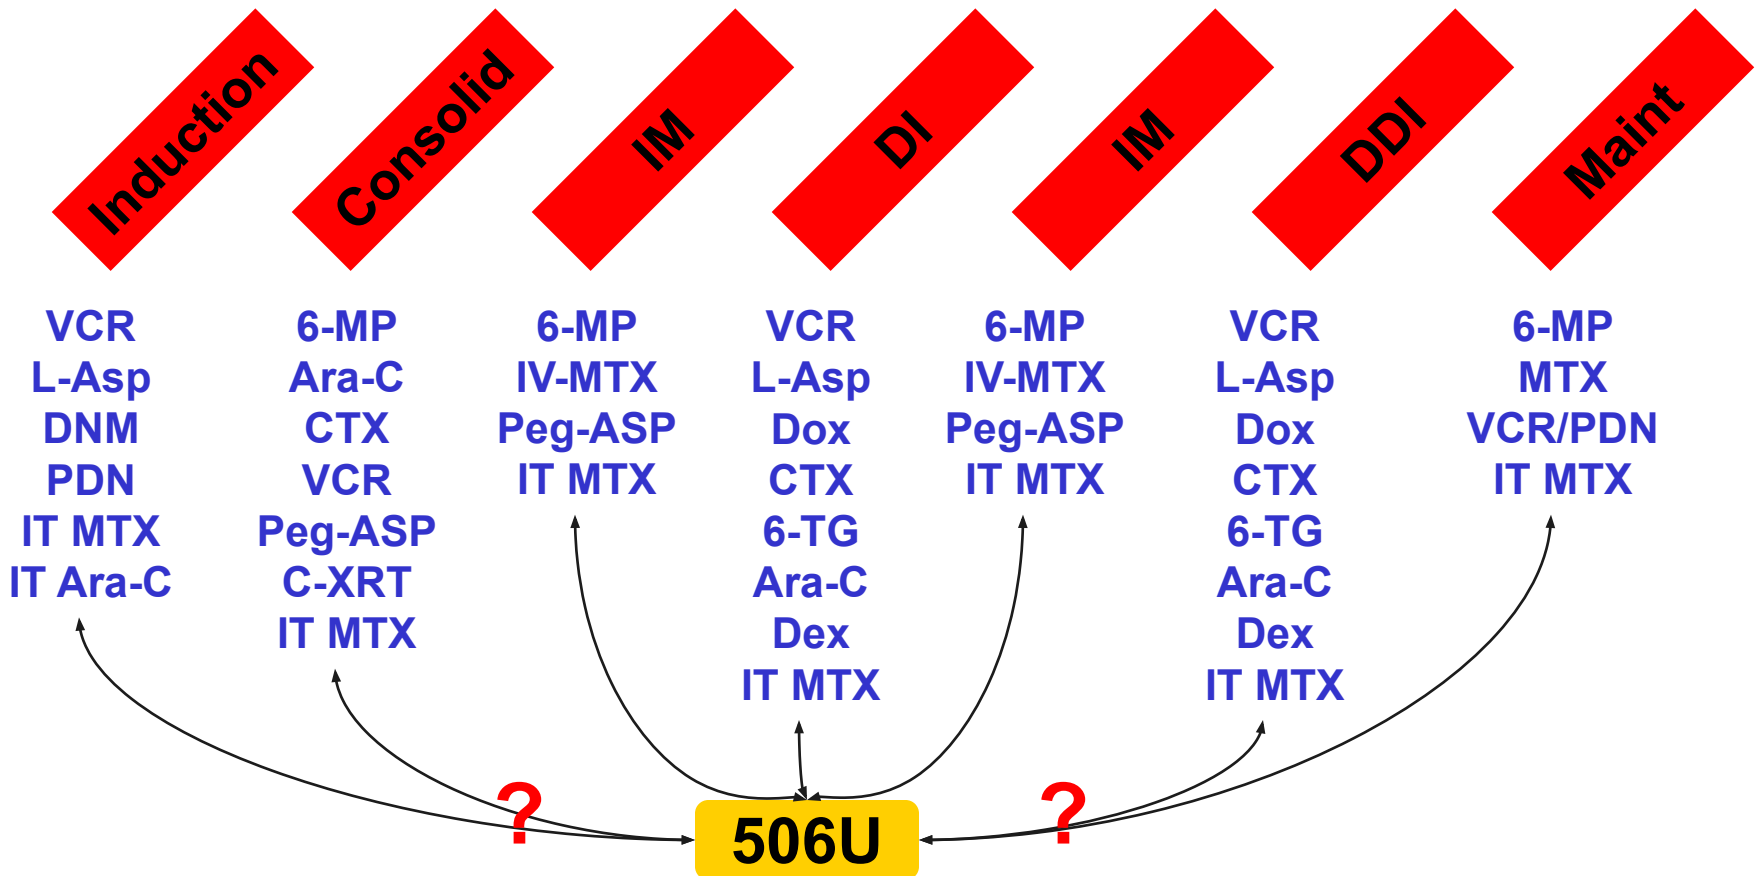 Induction
Consolid
IM
DI
IM
DDI
Maint
VCR
L-Asp
DNM
PDN
IT MTX
IT Ara-C
6-MP
Ara-C
CTX
VCR
Peg-ASP
C-XRT
IT MTX
6-MP
IV-MTX
Peg-ASP
IT MTX
VCR
L-Asp
Dox
CTX
6-TG
Ara-C
Dex
IT MTX
6-MP
IV-MTX
Peg-ASP
IT MTX
VCR
L-Asp
Dox
CTX
6-TG
Ara-C
Dex
IT MTX
6-MP
MTX
VCR/PDN
IT MTX
?
506U
?